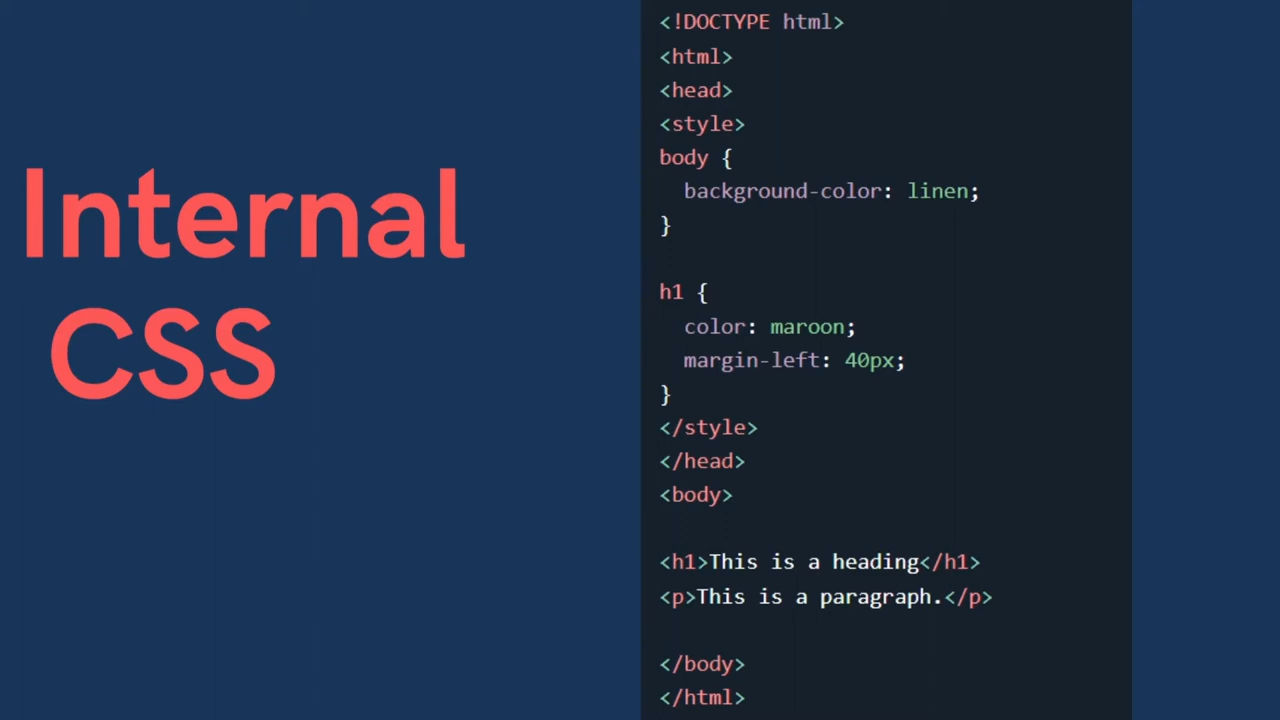 Internal
CSS
<!DOCTYPE html>
<html>
<head>
<style>
body {
  background-color: linen;
}

h1 {
  color: maroon;
  margin-left: 40px;
}
</style>
</head>
<body>

<h1>This is a heading</h1>
<p>This is a paragraph.</p>

</body>
</html>